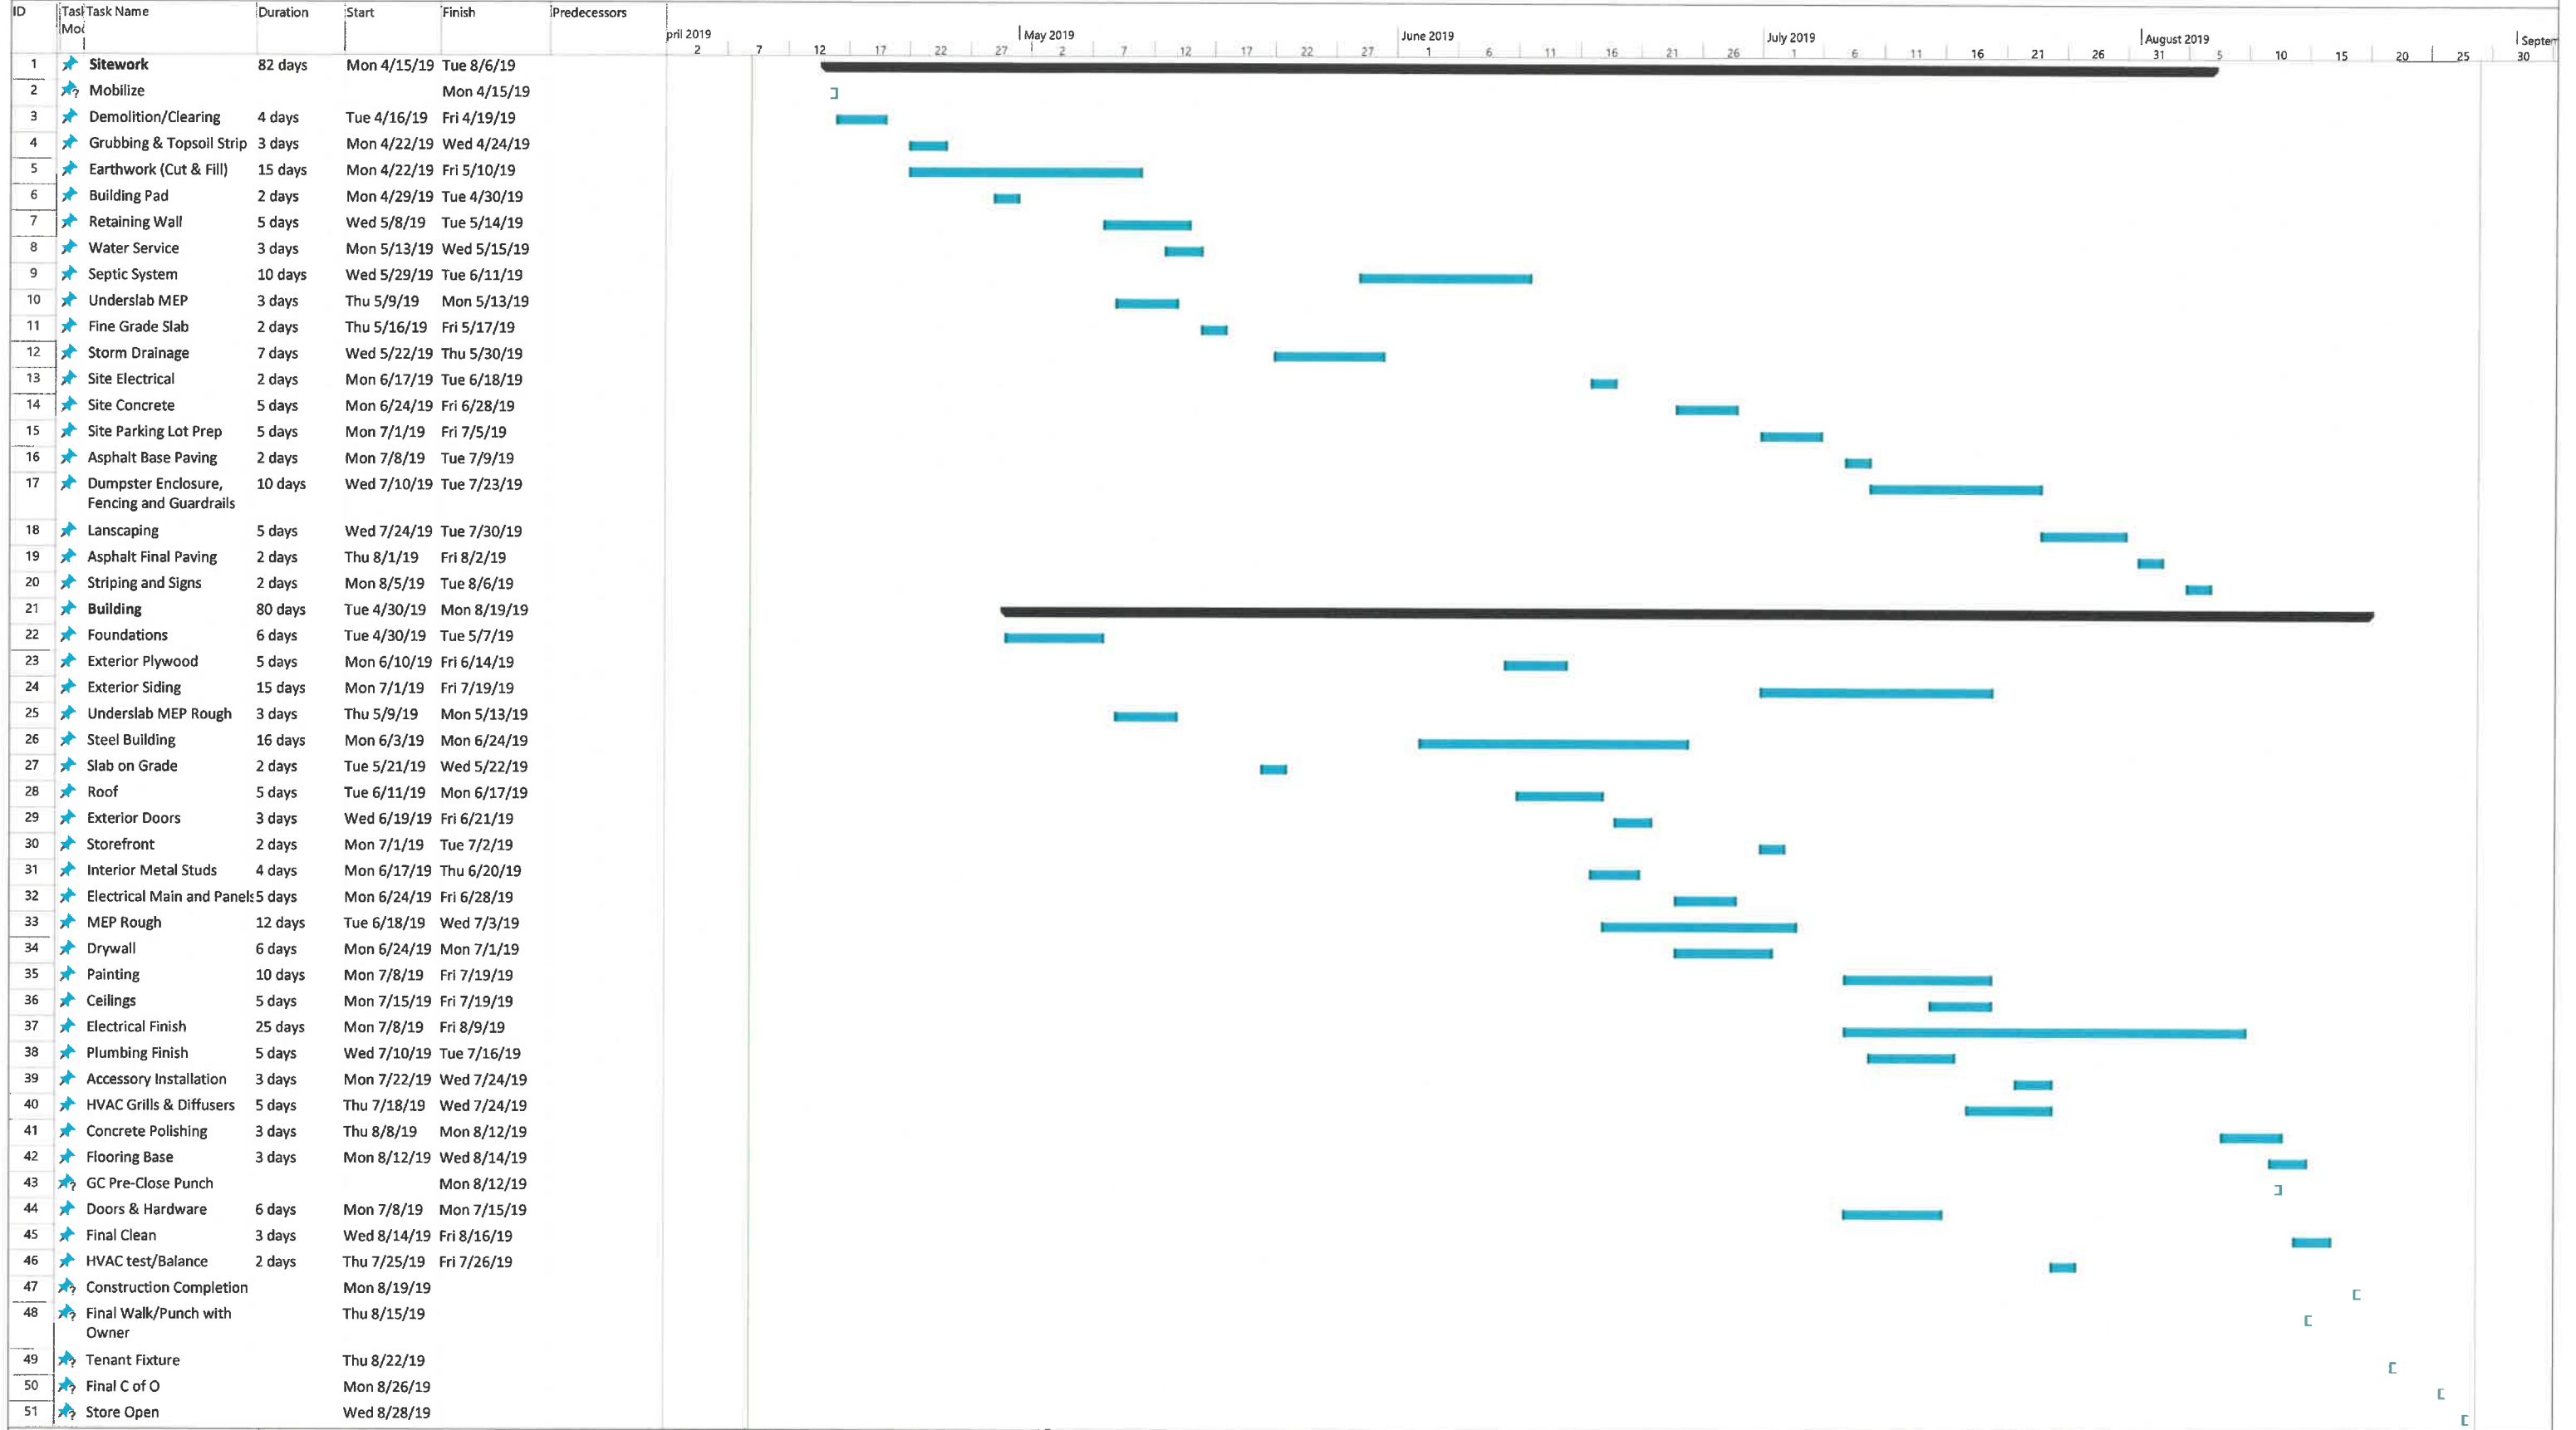 ID Task Task Name Duration Start Finish Predecessors
Mod
pril 2019 May 2019 June 2019 July 2019 August 2019 Septem
2 7 12 17 22 27 2 7 12 17 22 27 1 6 11 16 21 26 1 6 11 16 21 26 31 5 10 15 20 25 30
1 Sitework 82 days Mon 4/15/19 Tue 8/6/19
2 ? Mobilize Mon 4/15/19
3 Demolition/Clearing 4 days Tue 4/16/19 Fri 4/19/19
4 Grubbing & Topsoil Strip 3 days Mon 4/22/19 Wed 4/24/19
5 Earthwork (Cut & Fill) 15 days Mon 4/22/19 Fri 5/10/19
6 Building Pad 2 days Mon 4/29/19 Tue 4/30/19
7 Retaining Wall 5 days Wed 5/8/19 Tue 5/14/19
8 Water Service 3 days Mon 5/13/19 Wed 5/15/19
9 Septic System 10 days Wed 5/29/19 Tue 6/11/19
10 Underslab MEP 3 days Thu 5/9/19 Mon 5/13/19
11 Fine Grade Slab 2 days Thu 5/16/19 Fri 5/17/19
12 Storm Drainage 7 days Wed 5/22/19 Thu 5/30/19
13 Site Electrical 2 days Mon 6/17/19 Tue 6/18/19
14 Site Concrete 5 days Mon 6/24/19 Fri 6/28/19
15 Site Parking Lot Prep 5 days Mon 7/1/19 Fri 7/5/19
16 Asphalt Base Paving 2 days Mon 7/8/19 Tue 7/9/19
17 Dumpster Enclosure, 10 days Wed 7/10/19 Tue 7/23/19
Fencing and Guardrails
18 Lanscaping 5 days Wed 7/24/19 Tue 7/30/19
19 Asphalt Final Paving 2 days Thu 8/1/19 Fri 8/2/19
20 Striping and Signs 2 days Mon 8/5/19 Tue 8/6/19
21 Building 80 days Tue 4/30/19 Mon 8/19/19
22 Foundations 6 days Tue 4/30/19 Tue 5/7/19
23 Exterior Plywood 5 days Mon 6/10/19 Fri 6/14/19
24 Exterior Siding 15 days Mon 7/1/19 Fri 7/19/19
25 Underslab MEP Rough 3 days Thu 5/9/19 Mon 5/13/19
26 Steel Building 16 days Mon 6/3/19 Mon 6/24/19
27 Slab on Grade 2 days Tue 5/21/19 Wed 5/22/19
28 Roof 5 days Tue 6/11/19 Mon 6/17/19
29 Exterior Doors 3 days Wed 6/19/19 Fri 6/21/19
30 Storefront 2 days Mon 7/1/19 Tue 7/2/19
31 Interior Metal Studs 4 days Mon 6/17/19 Thu 6/20/19
32 Electrical Main and Panels 5 days Mon 6/24/19 Fri 6/28/19
33 MEP Rough 12 days Tue 6/18/19 Wed 7/3/19
34 Drywall 6 days Mon 6/24/19 Mon 7/1/19
35 Painting 10 days Mon 7/8/19 Fri 7/19/19
36 Ceilings 5 days Mon 7/15/19 Fri 7/19/19
37 Electrical Finish 25 days Mon 7/8/19 Fri 8/9/19
38 Plumbing Finish 5 days Wed 7/10/19 Tue 7/16/19
39 Accessory Installation 3 days Mon 7/22/19 Wed 7/24/19
40 HVAC Grills & Diffusers 5 days Thu 7/18/19 Wed 7/24/19
41 Concrete Polishing 3 days Thu 8/8/19 Mon 8/12/19
42 Flooring Base 3 days Mon 8/12/19 Wed 8/14/19
43 ? GC Pre-Close Punch Mon 8/12/19
44 Doors & Hardware 6 days Mon 7/8/19 Mon 7/15/19
45 Final Clean 3 days Wed 8/14/19 Fri 8/16/19
46 HVAC test/Balance 2 days Thu 7/25/19 Fri 7/26/19
47 ? Construction Completion Mon 8/19/19
48 ? Final Walk/Punch with Thu 8/15/19
Owner
49 ? Tenant Fixture Thu 8/22/19
50 ? Final C of O Mon 8/26/19
51 ? Store Open Wed 8/28/19